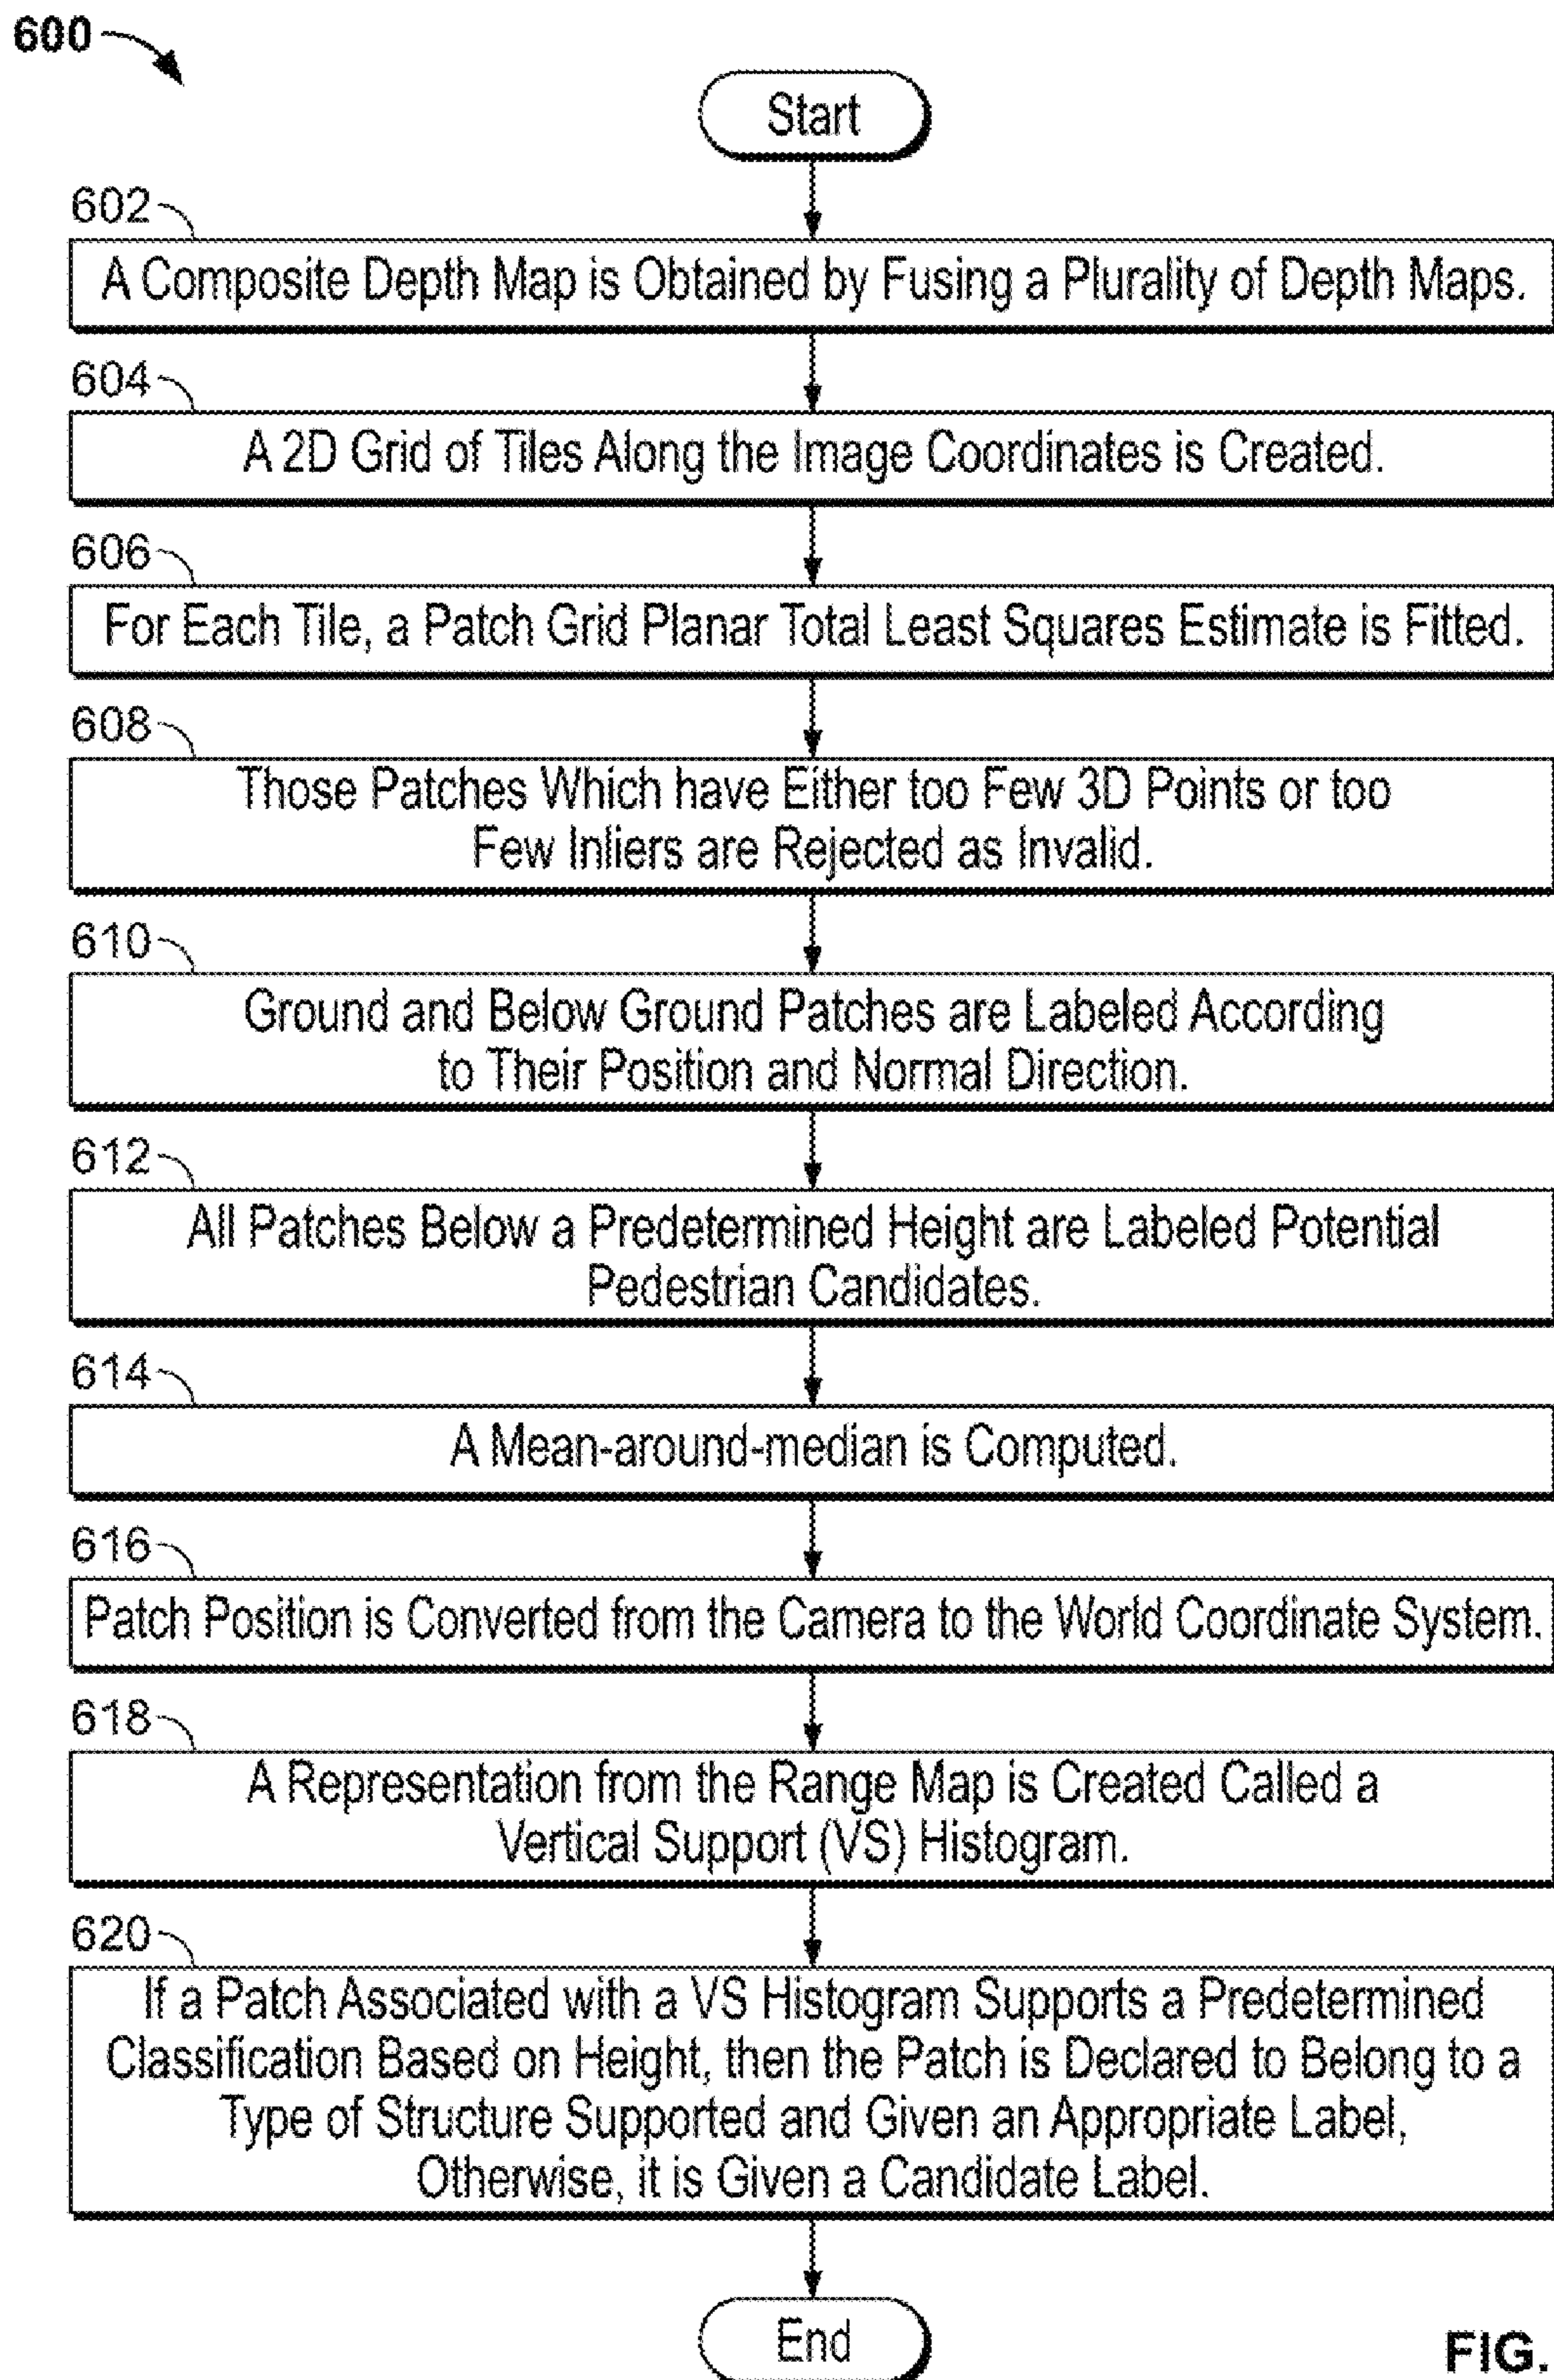 600
Start
602
A Composite Depth Map is Obtained by Fusing a Plurality of Depth Maps.
604
A 2D Grid of Tiles Along the Image Coordinates is Created.
606
For Each Tile, a Patch Grid Planar Total Least Squares Estimate is Fitted.
608
Those Patches Which have Either too Few 3D Points or too
Few Inliers are Rejected as Invalid.
610
Ground and Below Ground Patches are Labeled According
to Their Position and Normal Direction.
612
All Patches Below a Predetermined Height are Labeled Potential
Pedestrian Candidates.
614
A Mean-around-median is Computed.
616
Patch Position is Converted from the Camera to the World Coordinate System.
618
A Representation from the Range Map is Created Called a
Vertical Support (VS) Histogram.
620
If a Patch Associated with a VS Histogram Supports a Predetermined
Classification Based on Height, then the Patch is Declared to Belong to a
Type of Structure Supported and Given an Appropriate Label,
Otherwise, it is Given a Candidate Label.
End
FIG.